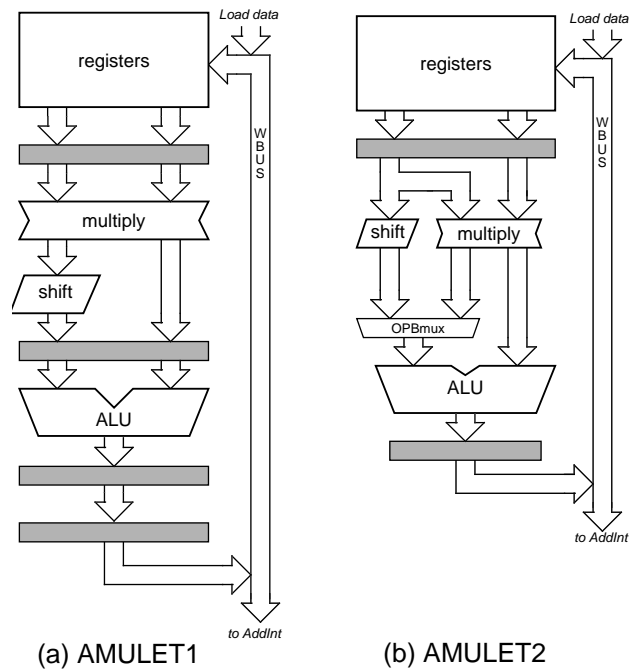 Load data
registers
W
B
U
S
multiply
shift
ALU
to AddInt
(a) AMULET1
Load data
registers
W
B
U
S
shift
multiply
OPBmux
ALU
to AddInt
(b) AMULET2